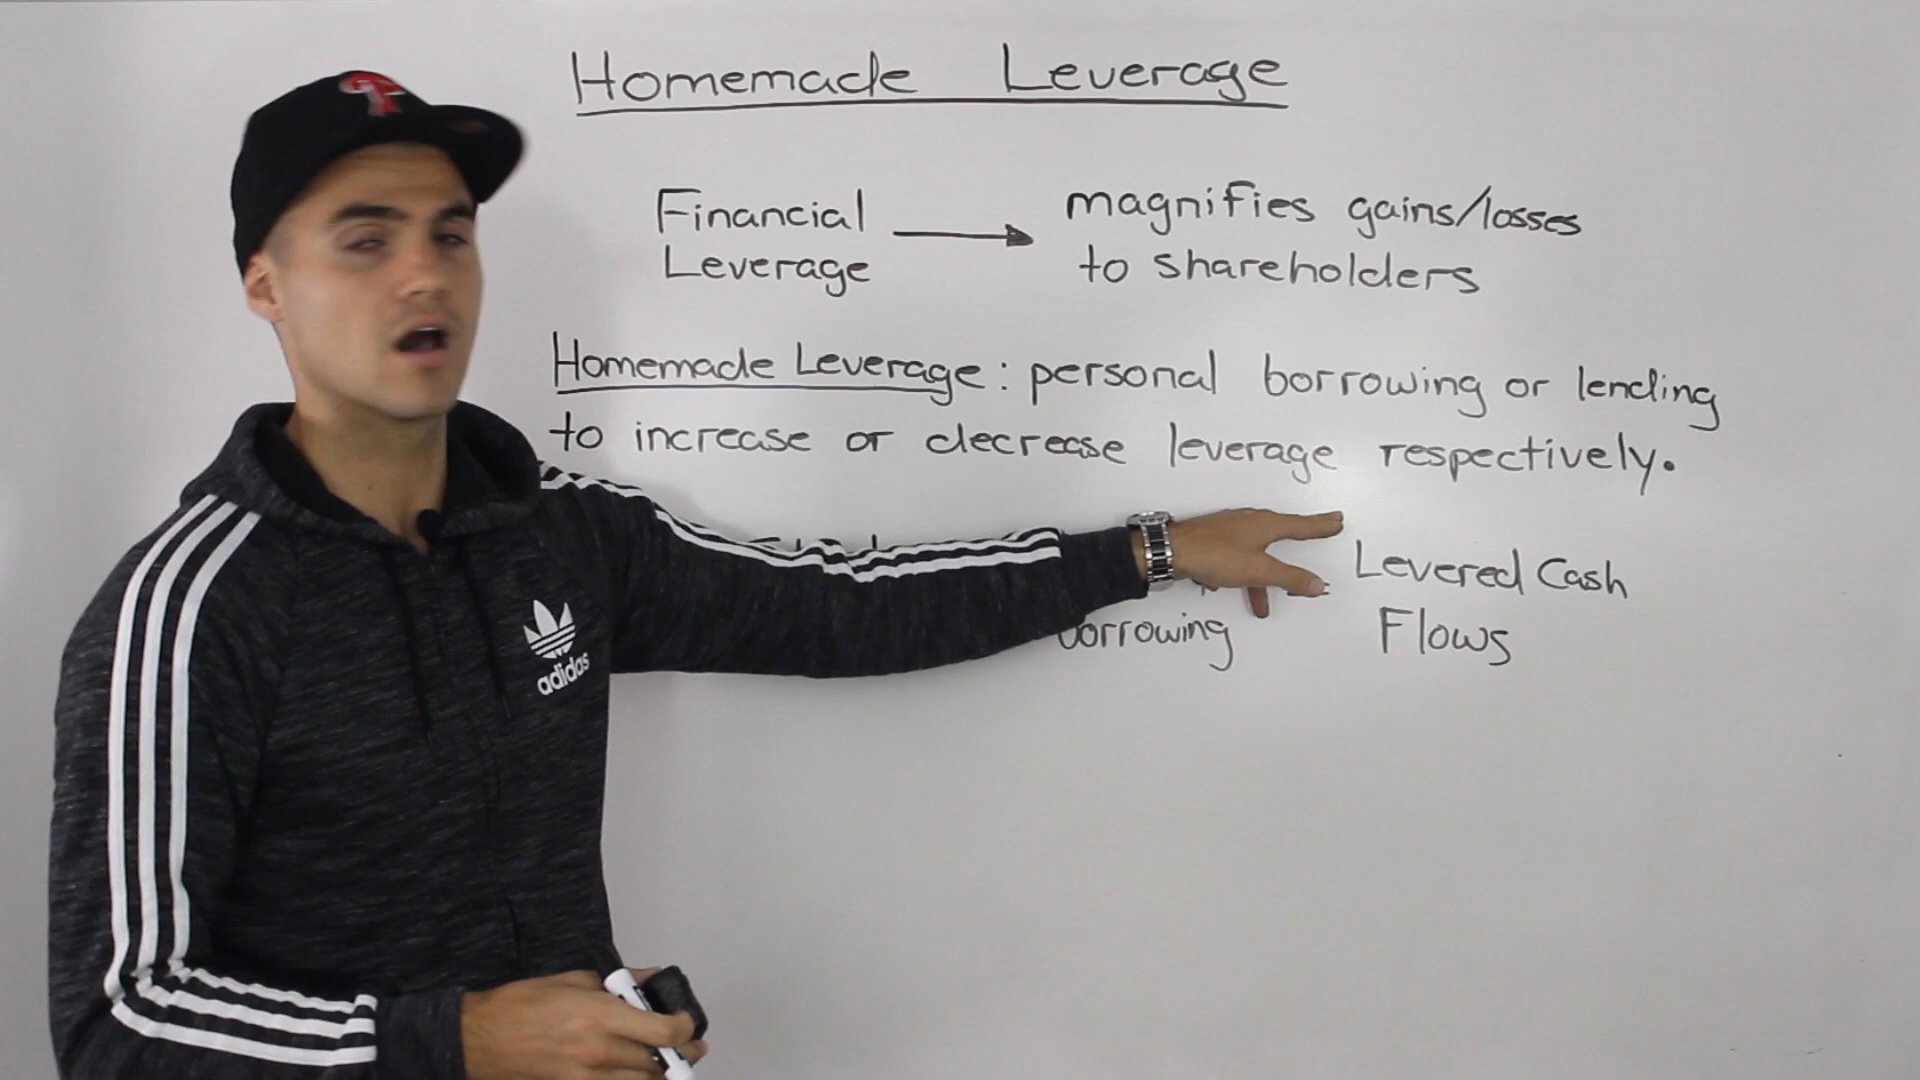 Homemade Leverage
Financial
Leverage
magnifies gains/losses
to shareholders
Homemade Leverage: personal borrowing or lending
to increase or decrease leverage respectively.
borrowing
Levered Cash
Flows
adidas